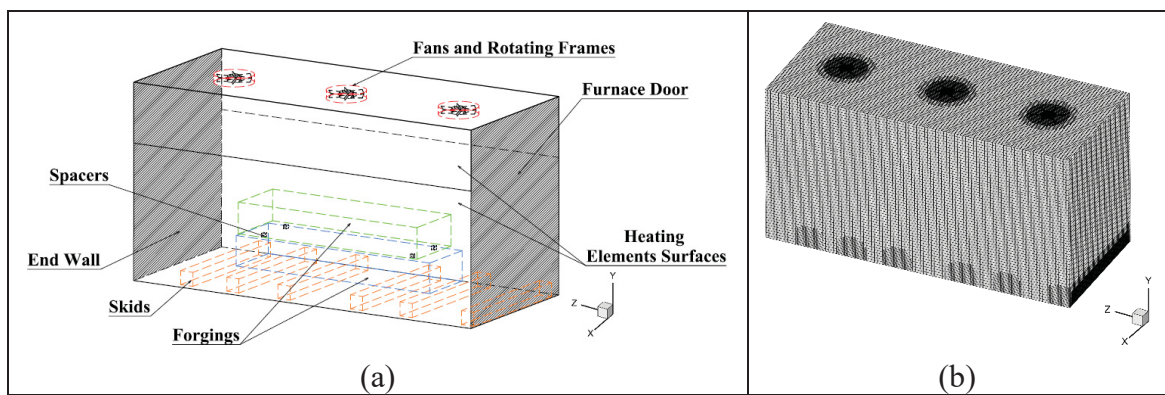 Fans and Rotating Frames
Furnace Door
Spacers
End Wall
Heating
Elements Surfaces
Skids
Forgings
Y
Z
X
(a)
Y
Z
X
(b)